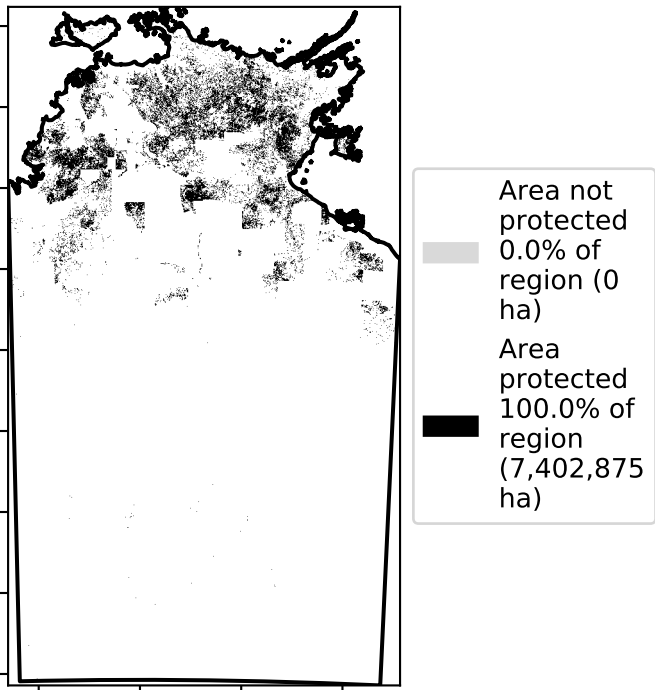 Area not
protected
0.0% of
region (0
ha)
Area
protected
100.0% of
region
(7,402,875
ha)